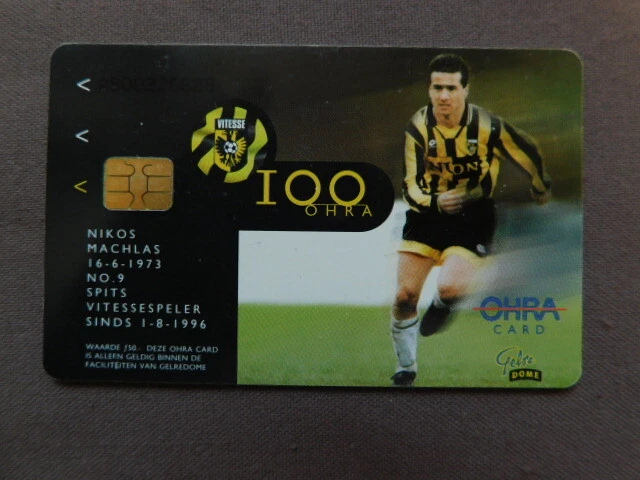 VITESSE
100
OHRA
NIKOS
MACHLAS
16-6-1973
NO.9
SPITS
VITESSESPELER
SINDS 1-8-1996
WAARDE ƒ50.- DEZE OHRA CARD
IS ALLEEN GELDIG BINNEN DE
FACILITEITEN VAN GELREDOME
OHRA
CARD
Gelre
DOME